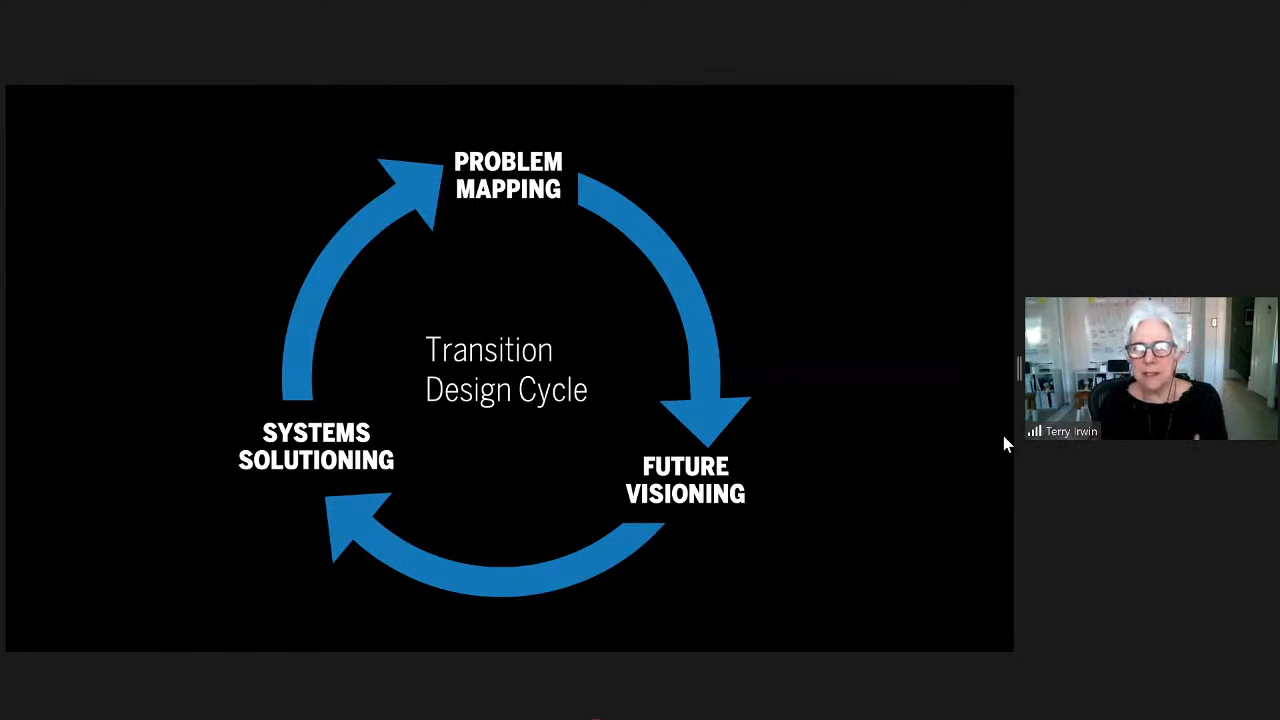 PROBLEM
MAPPING
Transition
Design Cycle
SYSTEMS
SOLUTIONING
FUTURE
VISIONING
Terry Irwin